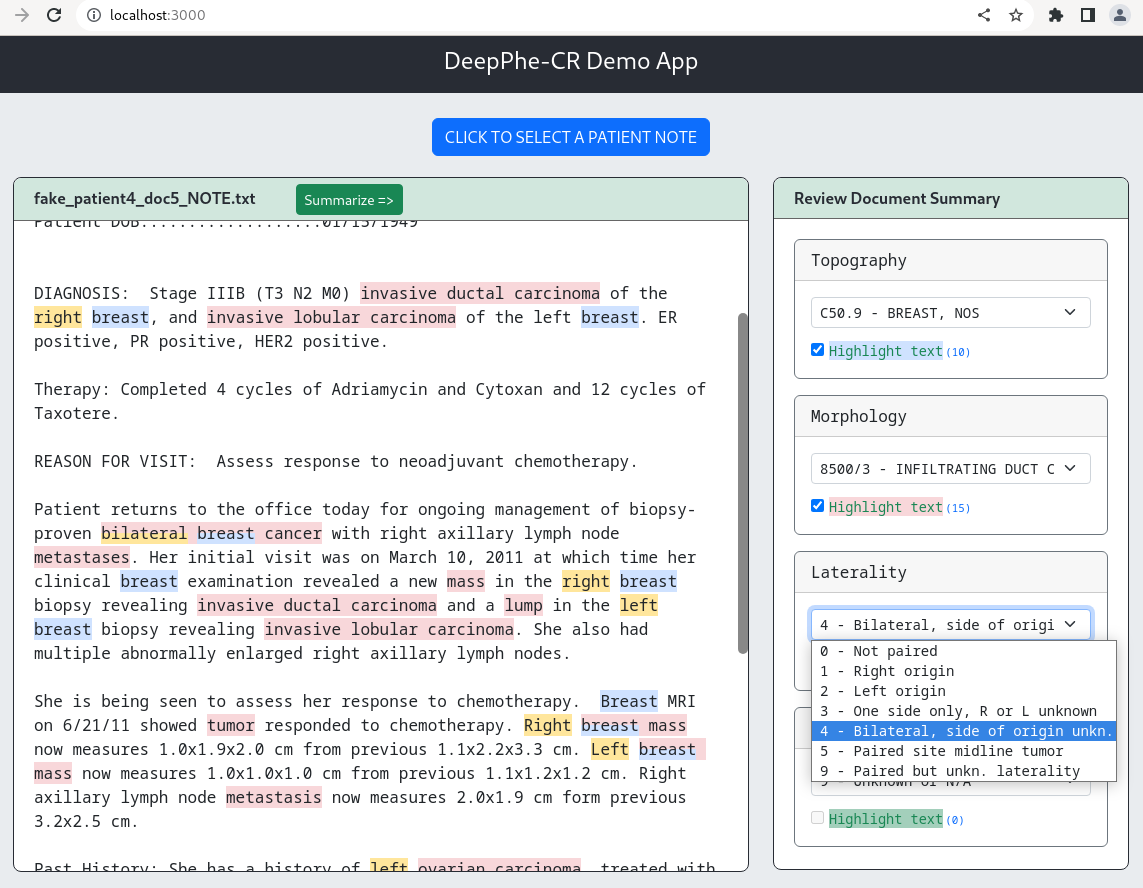 localhost:3000
DeepPhe-CR Demo App
CLICK TO SELECT A PATIENT NOTE
fake_patient4_doc5_NOTE.txt
Summarize =>
Patient DOB...................01/15/1949
DIAGNOSIS:  Stage IIIB (T3 N2 M0) invasive ductal carcinoma of the
right breast, and invasive lobular carcinoma of the left breast. ER
positive, PR positive, HER2 positive.
Therapy: Completed 4 cycles of Adriamycin and Cytoxan and 12 cycles of
Taxotere.
REASON FOR VISIT:  Assess response to neoadjuvant chemotherapy.
Patient returns to the office today for ongoing management of biopsy-
proven bilateral breast cancer with right axillary lymph node
metastases. Her initial visit was on March 10, 2011 at which time her
clinical breast examination revealed a new mass in the right breast
biopsy revealing invasive ductal carcinoma and a lump in the left
breast biopsy revealing invasive lobular carcinoma. She also had
multiple abnormally enlarged right axillary lymph nodes.
She is being seen to assess her response to chemotherapy.  Breast MRI
on 6/21/11 showed tumor responded to chemotherapy. Right breast mass
now measures 1.0x1.9x2.0 cm from previous 1.1x2.2x3.3 cm. Left breast
mass now measures 1.0x1.0x1.0 cm from previous 1.1x1.2x1.2 cm. Right
axillary lymph node metastasis now measures 2.0x1.9 cm form previous
3.2x2.5 cm.
Past History: She has a history of left ovarian carcinoma, treated with
Review Document Summary
Topography
C50.9 - BREAST, NOS
Highlight text (10)
Morphology
8500/3 - INFILTRATING DUCT C
Highlight text (15)
Laterality
4 - Bilateral, side of origi
0 - Not paired
1 - Right origin
2 - Left origin
3 - One side only, R or L unknown
4 - Bilateral, side of origin unkn.
5 - Paired site midline tumor
9 - Paired but unkn. laterality
9 - Unknown or N/A
Highlight text (0)